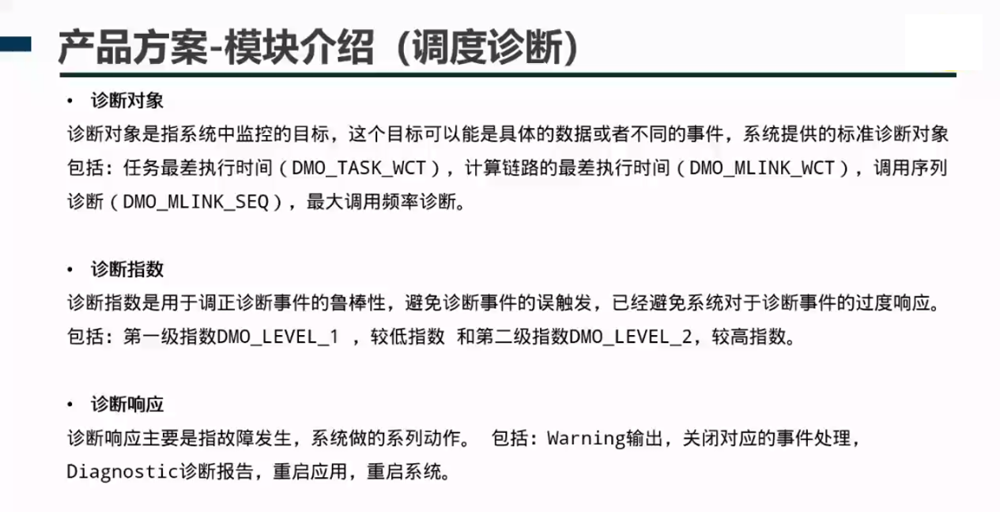 产品方案-模块介绍（调度诊断）
• 诊断对象
诊断对象是指系统中监控的目标，这个目标可以能是具体的数据或者不同的事件，系统提供的标准诊断对象
包括：任务最差执行时间（DMO_TASK_WCT），计算链路的最差执行时间（DMO_MLINK_WCT），调用序列
诊断（DMO_MLINK_SEQ），最大调用频率诊断。
• 诊断指数
诊断指数是用于调正诊断事件的鲁棒性，避免诊断事件的误触发，已经避免系统对于诊断事件的过度响应。
包括：第一级指数DMO_LEVEL_1 ，较低指数 和第二级指数DMO_LEVEL_2，较高指数。
• 诊断响应
诊断响应主要是指故障发生，系统做的系列动作。 包括：Warning输出，关闭对应的事件处理，
Diagnostic诊断报告，重启应用，重启系统。